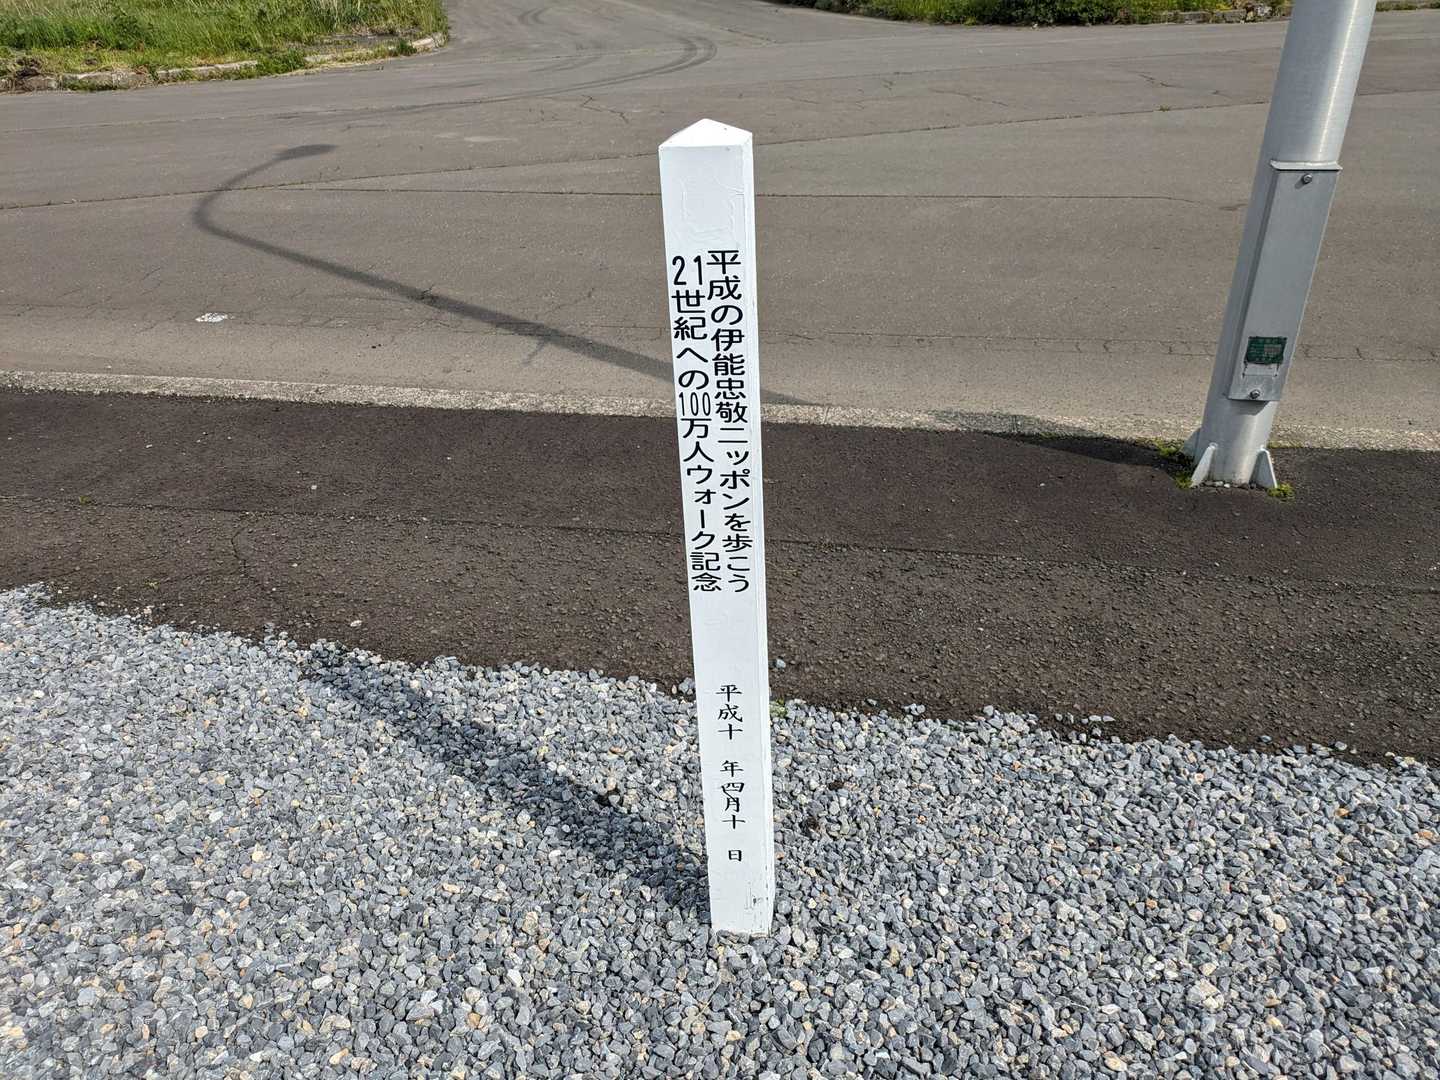 平成の伊能忠敬ニッポンを歩こう
21世紀への100万人ウォーク記念
平成十 年四月十 日